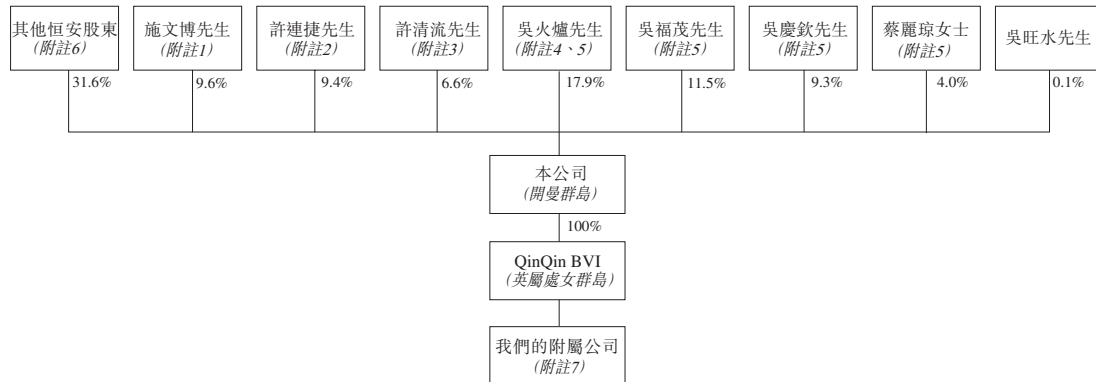 其他恒安股東
(附註6)
施文博先生
(附註1)
許連捷先生
(附註2)
許清流先生
(附註3)
吳火爐先生
(附註4、5)
吳福茂先生
(附註5)
吳慶欽先生
(附註5)
蔡麗琼女士
(附註5)
吳旺水先生
31.6%
9.6%
9.4%
6.6%
17.9%
11.5%
9.3%
4.0%
0.1%
本公司
(開曼群島)
100%
QinQin BVI
(英屬處女群島)
我們的附屬公司
(附註7)